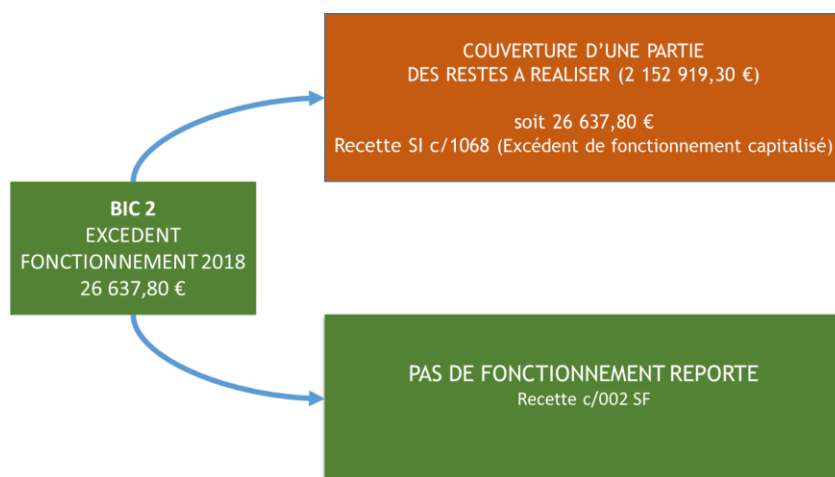 COUVERTURE D'UNE PARTIE
DES RESTES A REALISER (2 152 919,30 €)
soit 26 637,80 €
Recette SI c/1068 (Excédent de fonctionnement capitalisé)
BIC 2
EXCEDENT
FONCTIONNEMENT 2018
26 637,80 €
PAS DE FONCTIONNEMENT REPORTE
Recette c/002 SF